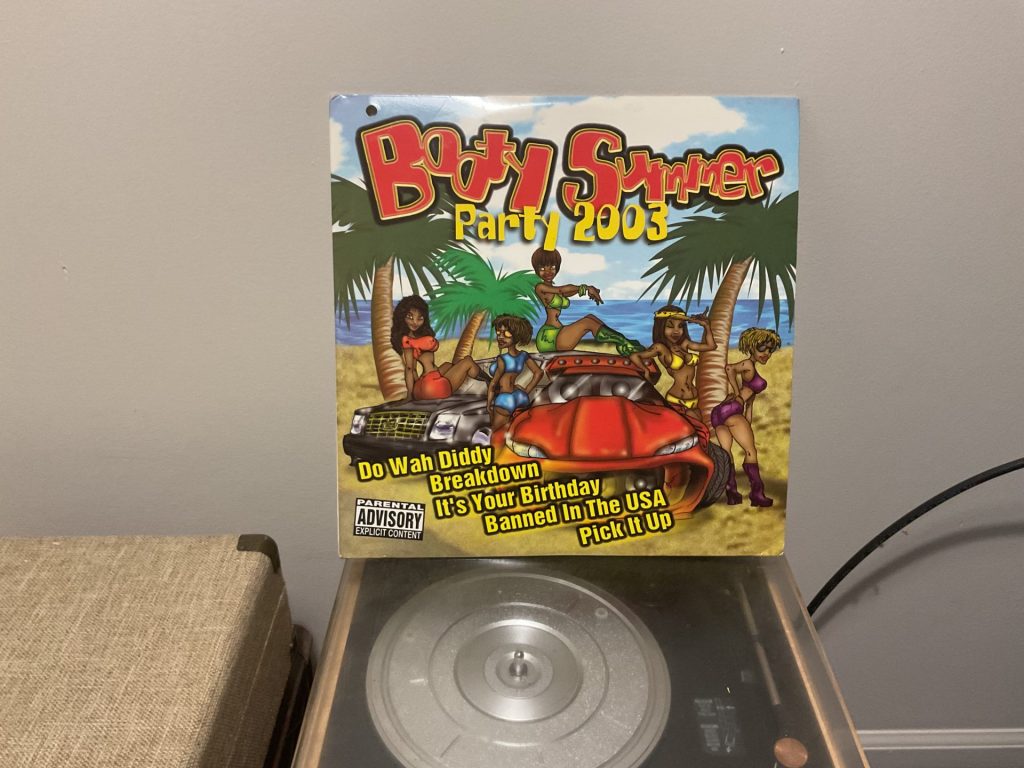 Booty Summer
Party 2003
Do Wah Diddy
Breakdown
It's Your Birthday
Banned In The USA
Pick It Up
PARENTAL
ADVISORY
EXPLICIT CONTENT